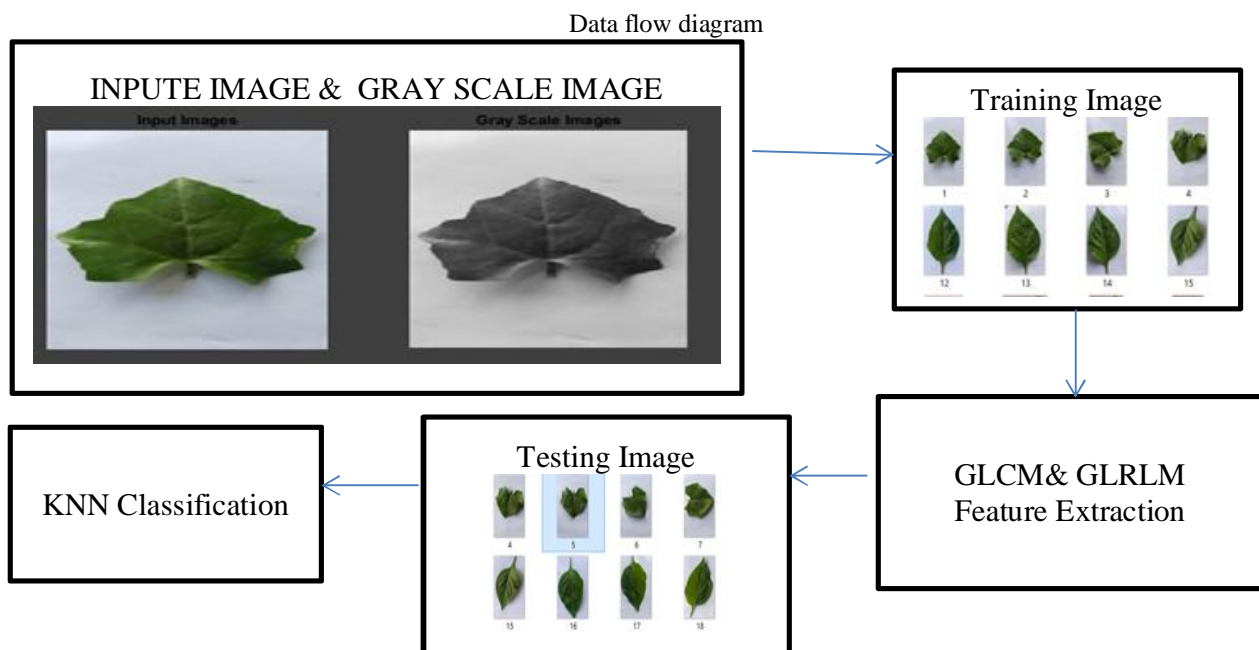 Data flow diagram
INPUTE IMAGE & GRAY SCALE IMAGE
Input Images
Gray Scale Images
Training Image
1 2 3 4
12 13 14 15
GLCM& GLRLM
Feature Extraction
Testing Image
4 5 6 7
15 16 17 18
KNN Classification